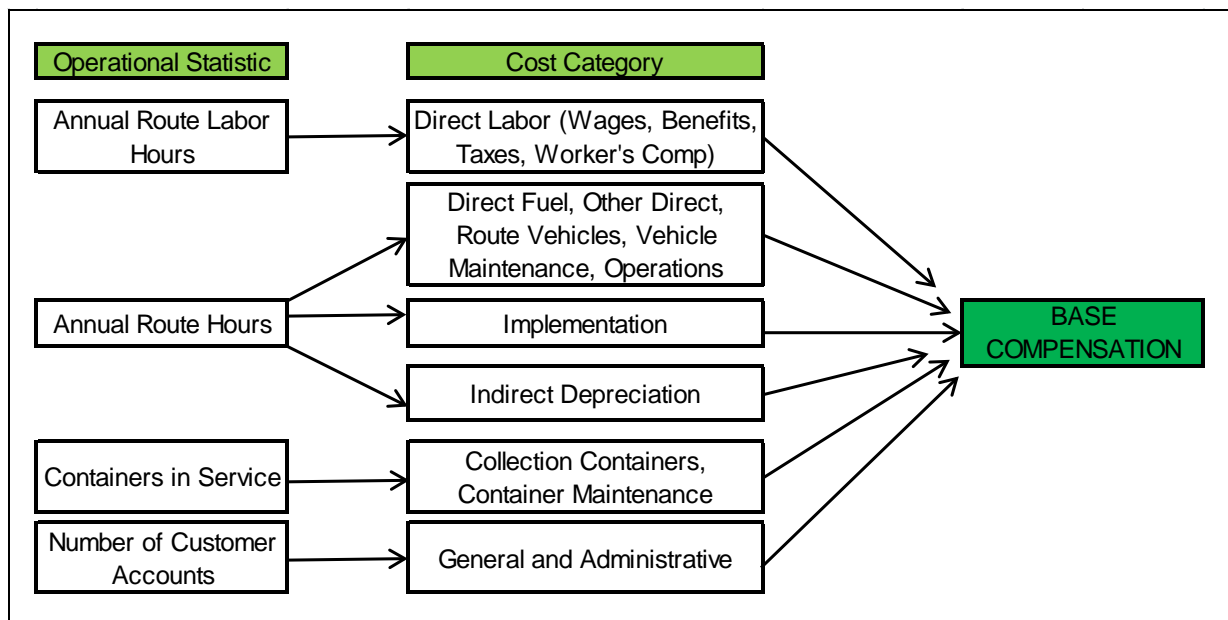 Operational Statistic
Cost Category
Annual Route Labor
Hours
Direct Labor (Wages, Benefits,
Taxes, Worker's Comp)
Direct Fuel, Other Direct,
Route Vehicles, Vehicle
Maintenance, Operations
Annual Route Hours
Implementation
BASE
COMPENSATION
Indirect Depreciation
Containers in Service
Collection Containers,
Container Maintenance
Number of Customer
Accounts
General and Administrative